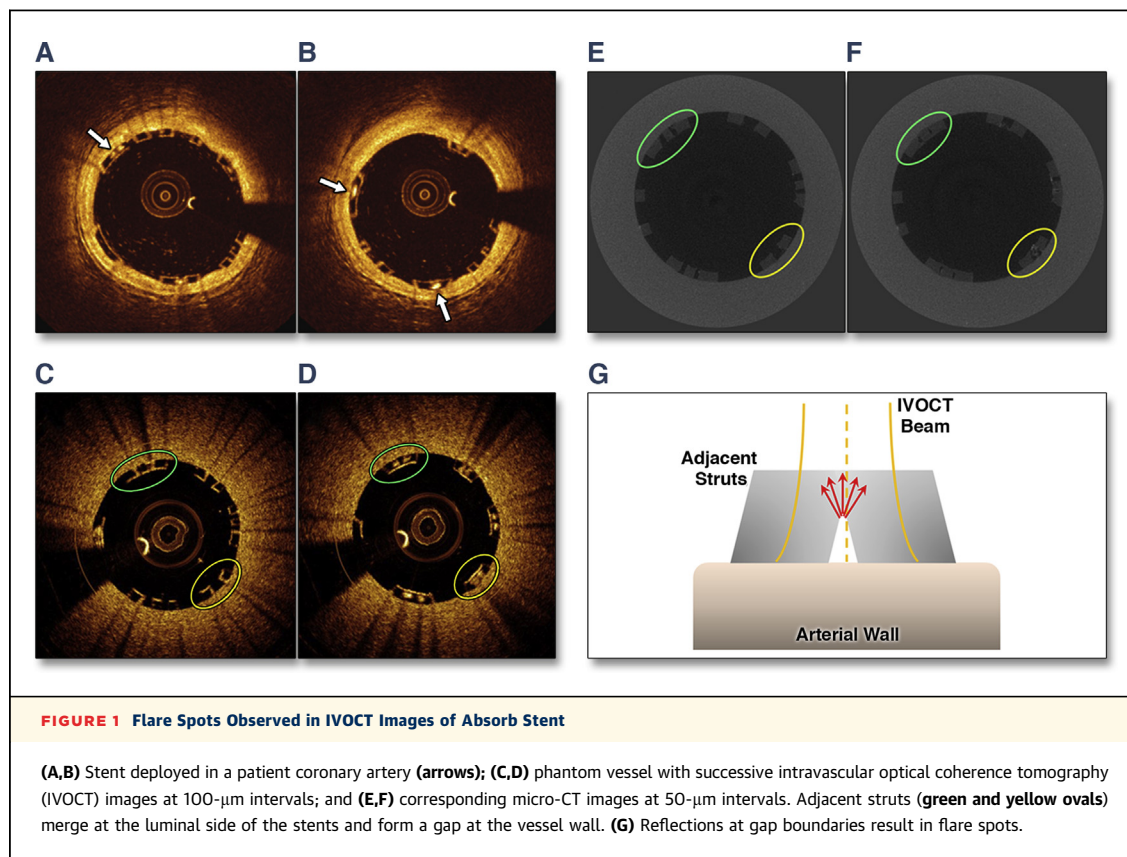 A
B
E
F
C
D
G
IVOCT
Beam
Adjacent
Struts
Arterial Wall
FIGURE 1 Flare Spots Observed in IVOCT Images of Absorb Stent
(A,B) Stent deployed in a patient coronary artery (arrows); (C,D) phantom vessel with successive intravascular optical coherence tomography
(IVOCT) images at 100-μm intervals; and (E,F) corresponding micro-CT images at 50-μm intervals. Adjacent struts (green and yellow ovals)
merge at the luminal side of the stents and form a gap at the vessel wall. (G) Reflections at gap boundaries result in flare spots.